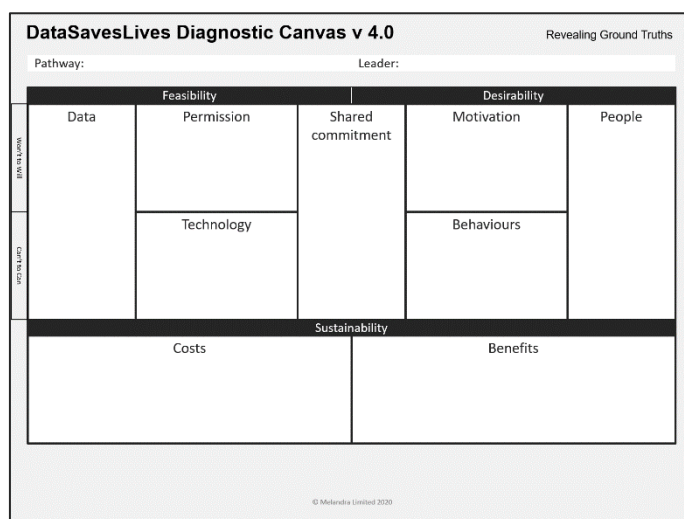 DataSavesLives Diagnostic Canvas v 4.0
Revealing Ground Truths
Pathway:
Leader:
Feasibility
Desirability
Won't to Will
Can't to Can
Data
Permission
Technology
Shared
commitment
Motivation
Behaviours
People
Sustainability
Costs
Benefits
© Melandra Limited 2020